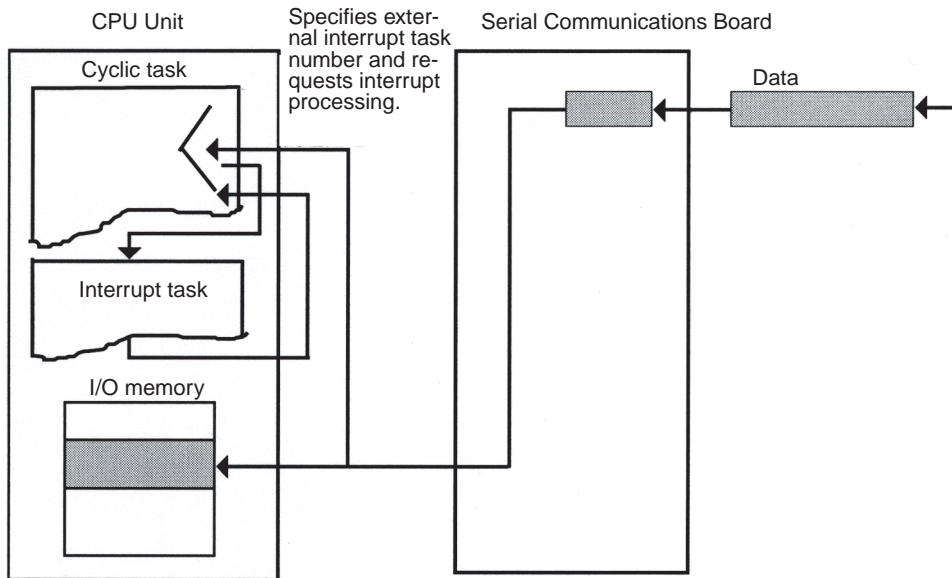 CPU Unit
Specifies exter-
nal interrupt task
number and re-
quests interrupt
processing.
Serial Communications Board
Cyclic task
Data
Interrupt task
I/O memory